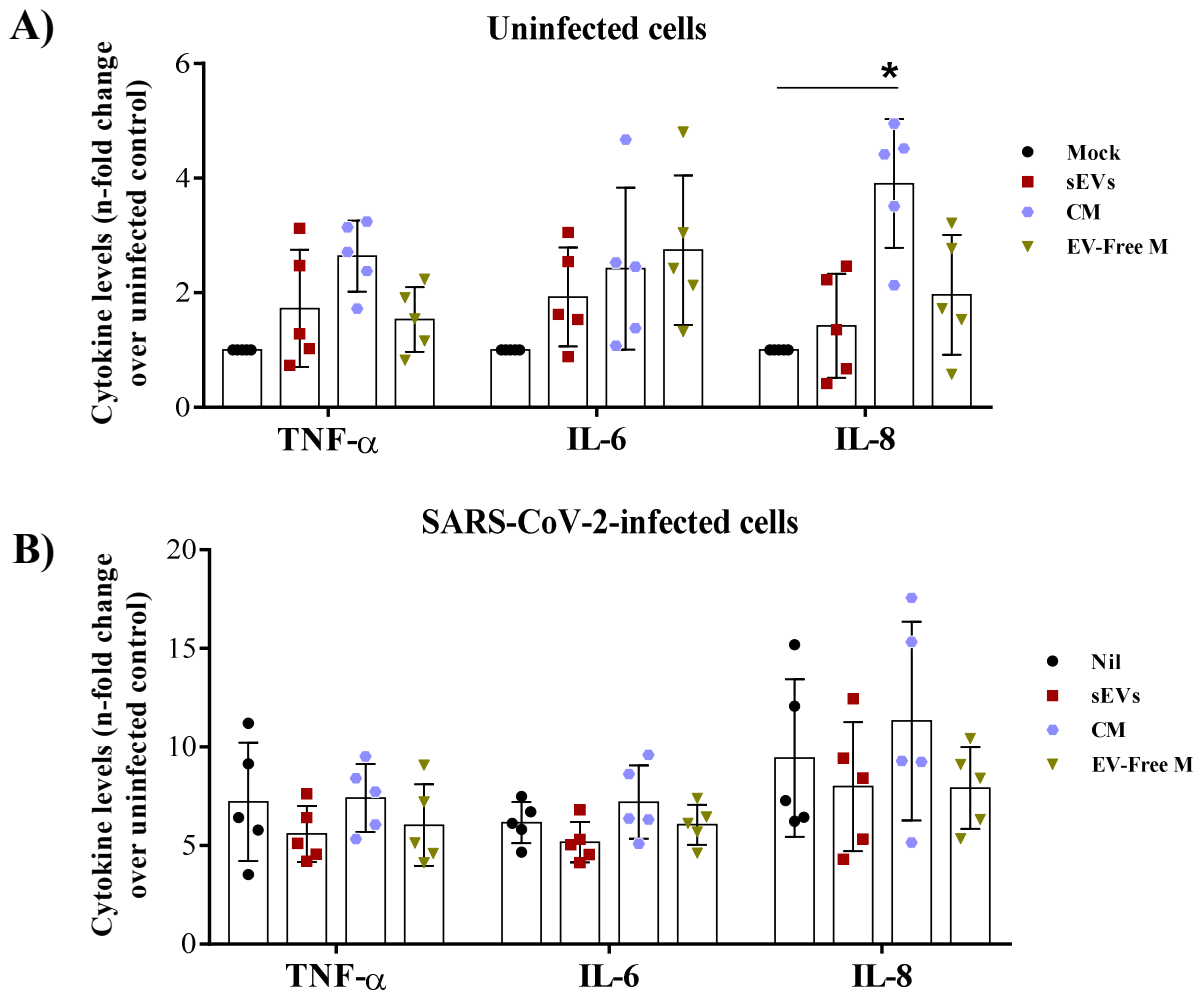 A)
Uninfected cells
Cytokine levels (n-fold change
over uninfected control)
6
4
2
0
*
TNF-α
IL-6
IL-8
Mock
sEVs
CM
EV-Free M
B)
SARS-CoV-2-infected cells
Cytokine levels (n-fold change
over uninfected control)
20
15
10
5
0
TNF-α
IL-6
IL-8
Nil
sEVs
CM
EV-Free M